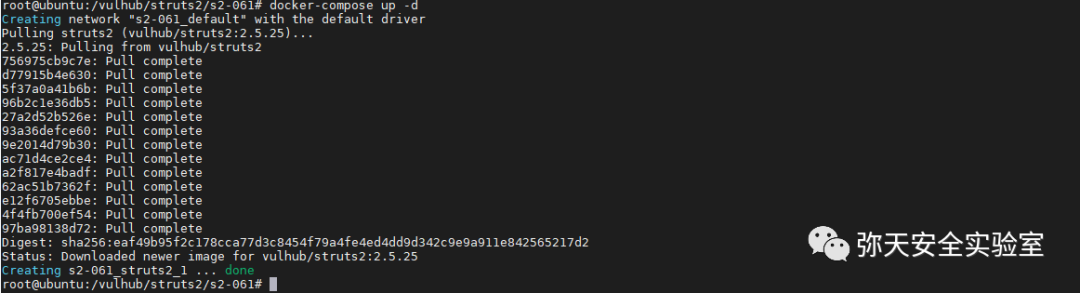 root@ubuntu:/vulhub/struts2/s2-061# docker-compose up -d
Creating network "s2-061_default" with the default driver
Pulling struts2 (vulhub/struts2:2.5.25)...
2.5.25: Pulling from vulhub/struts2
756975cb9c7e: Pull complete
d77915b4e630: Pull complete
5f37a0a41b6b: Pull complete
96b2c1e36db5: Pull complete
27a2d52b526e: Pull complete
93a36defce60: Pull complete
9e2014d79b30: Pull complete
ac71d4ce2ce4: Pull complete
a2f817e4badf: Pull complete
62ac51b7362f: Pull complete
e12f6705ebbe: Pull complete
4f4fb700ef54: Pull complete
97ba98138d72: Pull complete
Digest: sha256:eaf49b95f2c178cca77d3c8454f79a4fe4ed4dd9d342c9e9a911e842565217d2
Status: Downloaded newer image for vulhub/struts2:2.5.25
Creating s2-061_struts2_1 ... done
root@ubuntu:/vulhub/struts2/s2-061#
弥天安全实验室